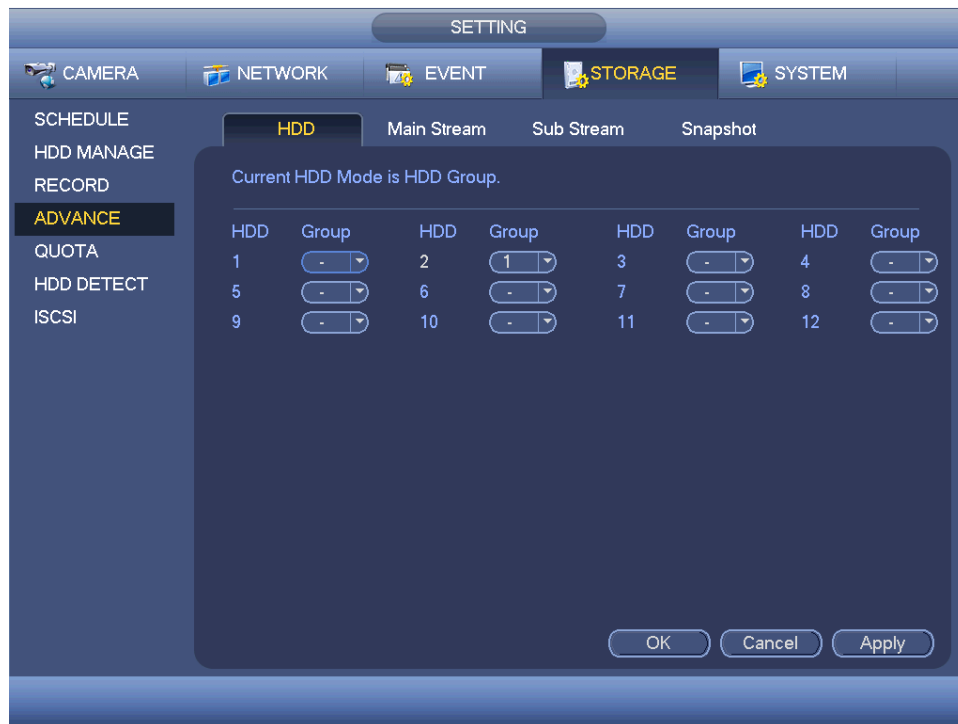 SETTING
CAMERA NETWORK EVENT STORAGE SYSTEM
SCHEDULE
HDD MANAGE
RECORD
ADVANCE
QUOTA
HDD DETECT
ISCSI
HDD Main Stream Sub Stream Snapshot
Current HDD Mode is HDD Group.
HDD Group HDD Group HDD Group HDD Group
1 - 2 1 3 - 4 -
5 - 6 - 7 - 8 -
9 - 10 - 11 - 12 -
OK Cancel Apply